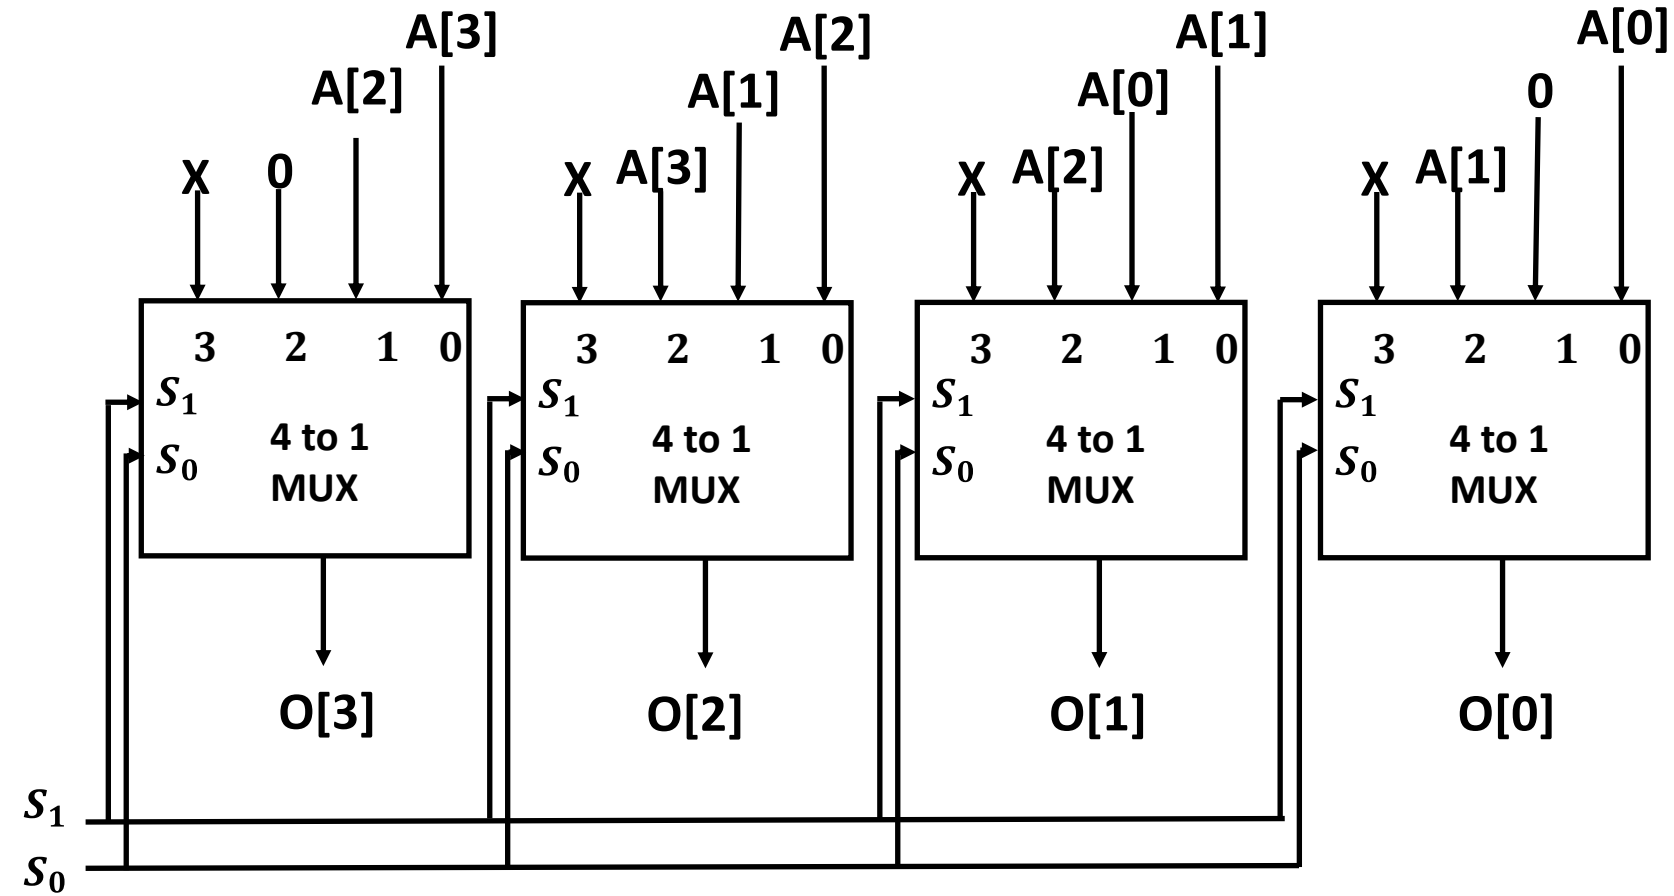 A[3] A[2] A[1] A[0]
A[2] A[1] A[0] 0
X 0 X A[3] X A[2] X A[1]
3 2 1 0 3 2 1 0 3 2 1 0 3 2 1 0
S₁ S₁ S₁ S₁
4 to 1 4 to 1 4 to 1 4 to 1
S₀ S₀ S₀ S₀
MUX MUX MUX MUX
O[3] O[2] O[1] O[0]
S₁
S₀